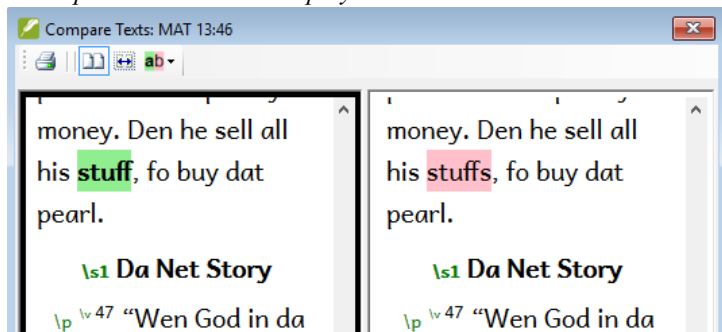 Compare Texts: MAT 13:46
ab
money. Den he sell all
his stuff, fo buy dat
pearl.
\s1 Da Net Story
\p \v 47 “Wen God in da
money. Den he sell all
his stuffs, fo buy dat
pearl.
\s1 Da Net Story
\p \v 47 “Wen God in da